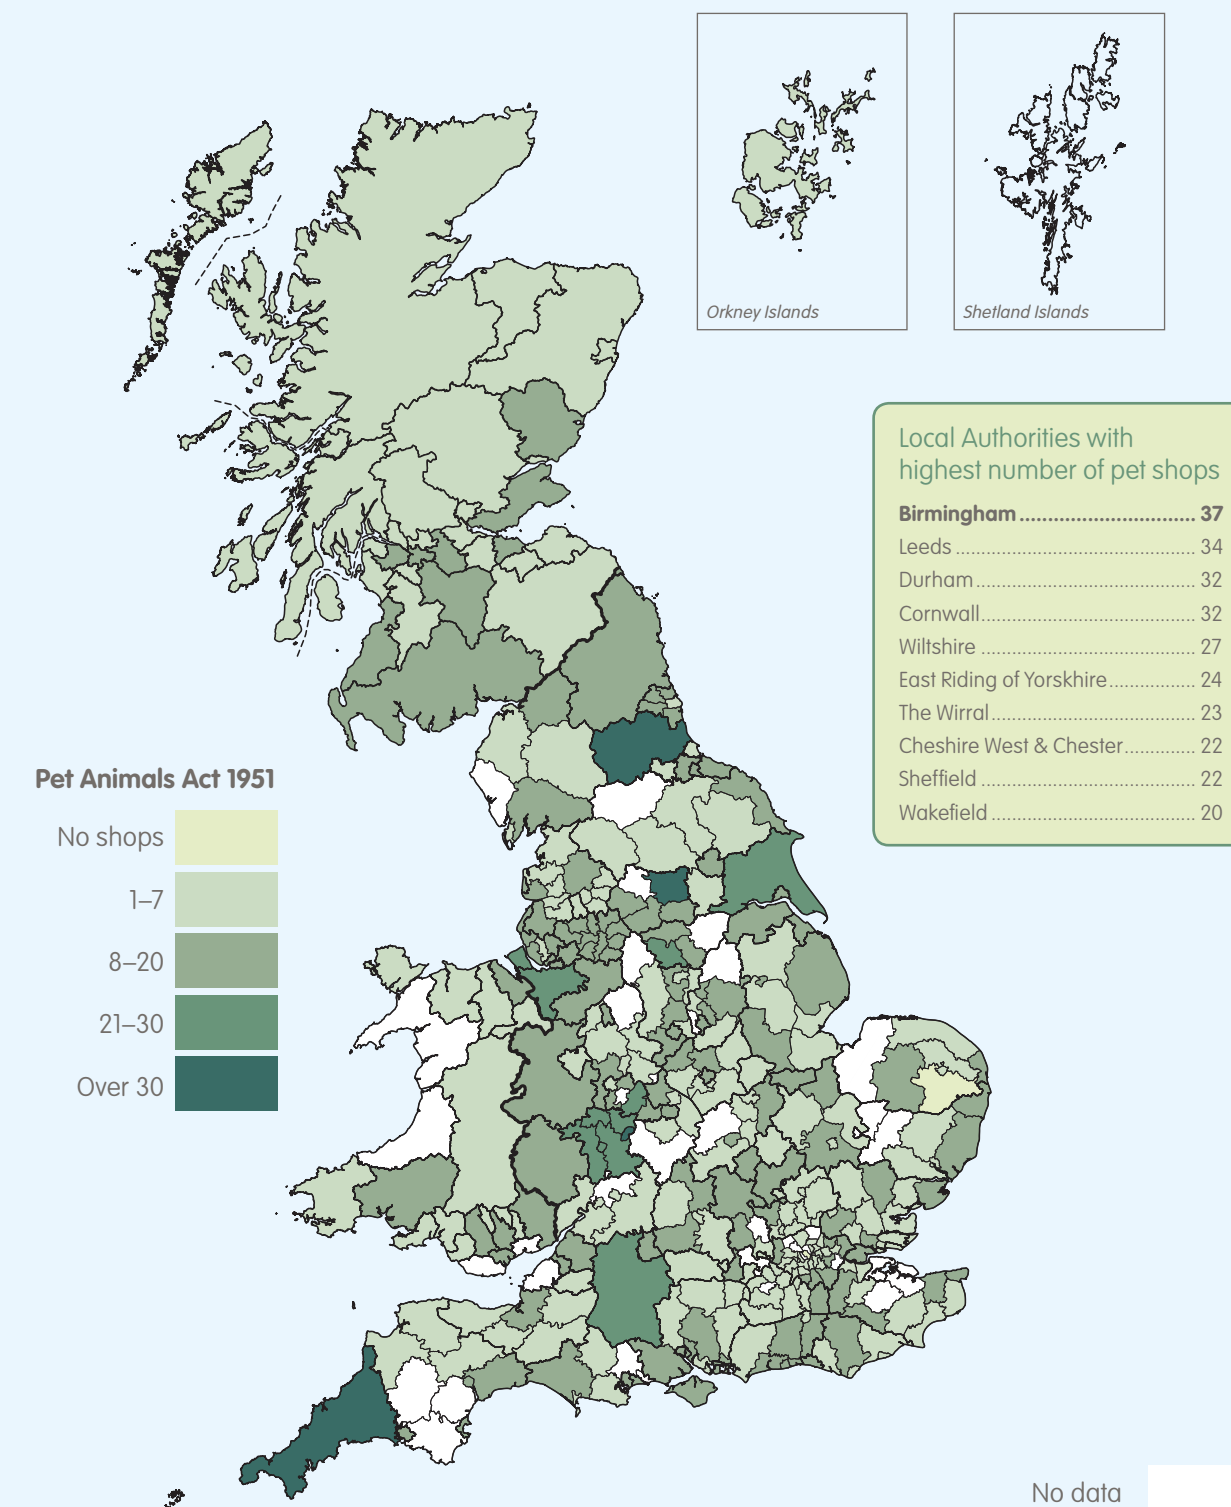 Orkney Islands
Shetland Islands
Local Authorities with
highest number of pet shops
Birmingham 37
Leeds 34
Durham 32
Cornwall 32
Wiltshire 27
East Riding of Yorskhire 24
The Wirral 23
Cheshire West & Chester 22
Sheffield 22
Wakefield 20
Pet Animals Act 1951
No shops
1–7
8–20
21–30
Over 30
No data